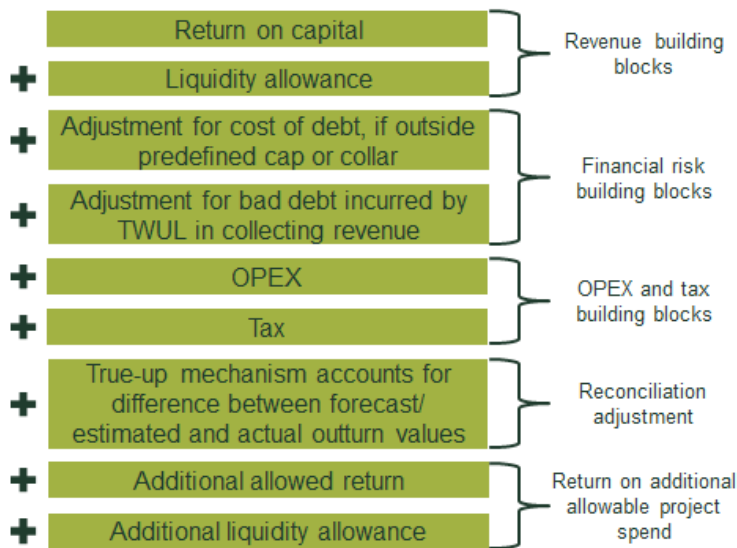 Return on capital
Revenue building
blocks
+ Liquidity allowance
+ Adjustment for cost of debt, if outside
predefined cap or collar
Financial risk
building blocks
+ Adjustment for bad debt incurred by
TWUL in collecting revenue
+ OPEX
OPEX and tax
building blocks
+ Tax
+ True-up mechanism accounts for
difference between forecast/
estimated and actual outturn values
Reconciliation
adjustment
+ Additional allowed return
Return on additional
allowable project
spend
+ Additional liquidity allowance